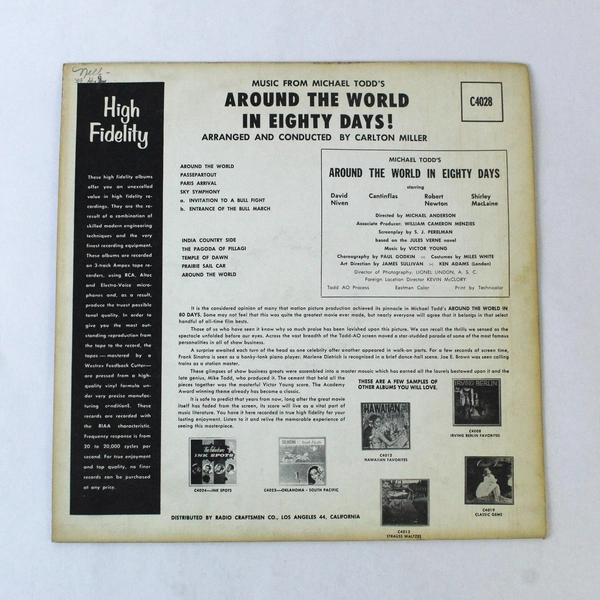 High
Fidelity
These high fidelity albums
offer you an unexcelled
value in high fidelity re-
cordings. They are the re-
result of a combination of
skilled modern engineering
techniques and the very
finest recording equipment.
These albums are recorded
on an 3-track Ampex tape re-
corders, using RCA, Altec
and Electro-Voice micro-
phones and, as a result,
produce the truest possible
tonal quality. In order to
give you the most out-
standing reproduction from
the tape to the record, the
tapes—mastered by a
Westrex Feedback Cutter—
are pressed from a high-
quality vinyl formula un-
der very precise manufac-
turing conditions. These
records are recorded with
the RIAA characteristic.
Frequency response is from
20 to 20,000 cycles per
second. For true enjoyment
and top quality, no finer
records can be purchased
at any price.
MUSIC FROM MICHAEL TODD'S
AROUND THE WORLD
IN EIGHTY DAYS!
ARRANGED AND CONDUCTED BY CARLTON MILLER
C4028
AROUND THE WORLD
PASSEPARTOUT
PARIS ARRIVAL
SKY SYMPHONY
a. INVITATION TO A BULL FIGHT
b. ENTRANCE OF THE BULL MARCH
INDIA COUNTRY SIDE
THE PAGODA OF PILLAGI
TEMPLE OF DAWN
PRAIRIE SAIL CAR
AROUND THE WORLD
MICHAEL TODD'S
AROUND THE WORLD IN EIGHTY DAYS
starring
David Niven Cantinflas Robert Newton Shirley MacLaine
Directed by MICHAEL ANDERSON
Associate Producer: WILLIAM CAMERON MENZIES
Screenplay by S. J. PERELMAN
based on the JULES VERNE novel
Music by VICTOR YOUNG
Choreography by PAUL GODKIN :-: Costumes by MILES WHITE
Art Direction by JAMES SULLIVAN :-: KEN ADAMS (London)
Director of Photography: LIONEL LINDON, A. S. C.
Foreign Location Director KEVIN McCLORY
Todd AO Process Eastman Color Print by Technicolor
It is the considered opinion of many that motion picture production achieved its pinnacle in Michael Todd's AROUND THE WORLD IN
80 DAYS. Some may not feel that this was quite the greatest movie ever made, but nearly everyone will agree that it belongs in that select
handful of all-time film bests.
Those of us who have seen it know why so much praise has been lavished upon this picture. We can recall the thrills we sensed as the
spectacle unfolded before our eyes. Across the vast breadth of the Todd-AO screen moved a star-studded parade of some of the most famous
personalities in all of show business.
A surprise awaited each turn of the head as one celebrity after another appeared in walk-on parts. For a few seconds of screen time,
Frank Sinatra is seen as a honky-tonk piano player; Marlene Dietrich is recognized in a brief dance hall scene; Joe E. Brown was seen calling
trains as a station master.
These glimpses of show business greats were assembled into a master mosaic which has earned all the laurels bestowed upon it and the
late genius, Mike Todd, who produced it. The cement that held all the
pieces together was the masterful Victor Young score. The Academy
Award winning theme already has become a classic.
It is safe to predict that years from now, long after the great movie
itself has faded from the screen, its score will live as a vital part of
music literature. You have it here recorded in true high fidelity for your
lasting enjoyment. Listen to it and relive the memorable experience of
seeing this masterpiece.
THESE ARE A FEW SAMPLES OF
OTHER ALBUMS YOU WILL LOVE.
HAWAIIAN
C4012
HAWAIIAN FAVORITES
IRVING BERLIN
C4008
IRVING BERLIN FAVORITES
INK SPOTS
C4024—INK SPOTS
C4023—OKLAHOMA - SOUTH PACIFIC
C4013
STRAUSS WALTZES
C4019
CLASSIC GEMS
DISTRIBUTED BY RADIO CRAFTSMEN CO., LOS ANGELES 44, CALIFORNIA